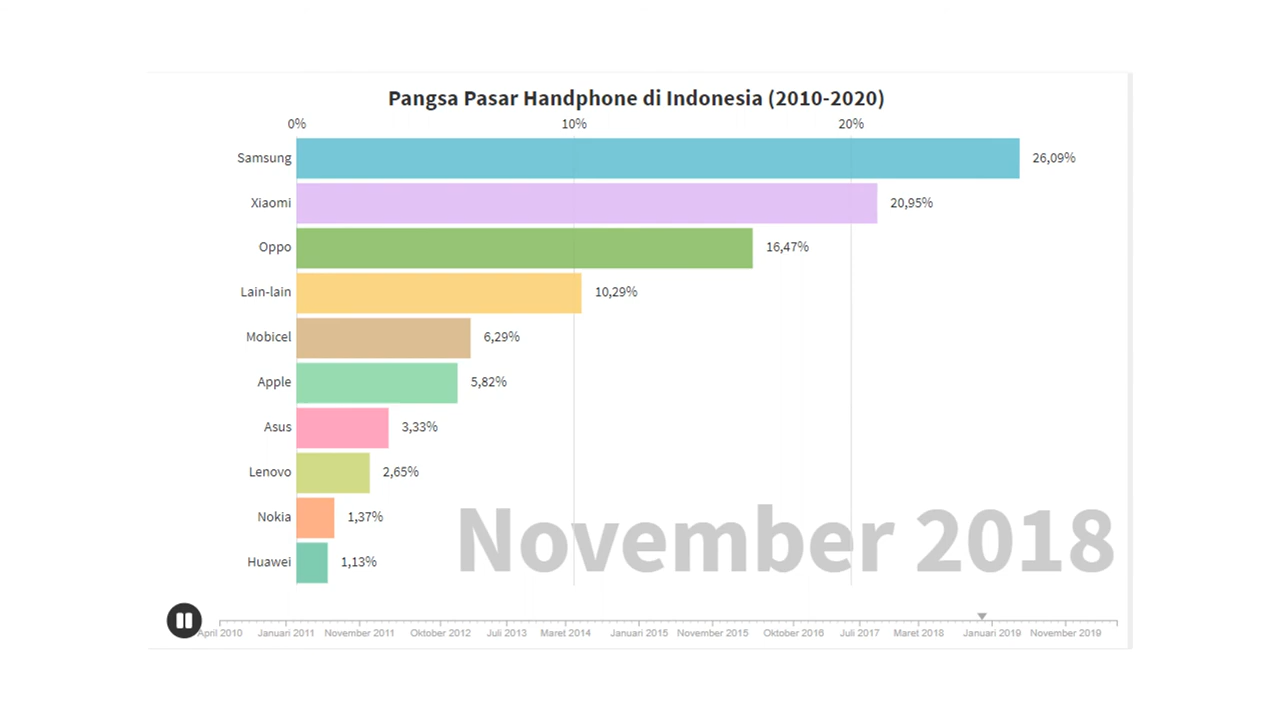 Pangsa Pasar Handphone di Indonesia (2010-2020)
0% 10% 20%
Samsung 26,09%
Xiaomi 20,95%
Oppo 16,47%
Lain-lain 10,29%
Mobicel 6,29%
Apple 5,82%
Asus 3,33%
Lenovo 2,65%
Nokia 1,37%
Huawei 1,13%
November 2018
April 2010 Januari 2011 November 2011 Oktober 2012 Juli 2013 Maret 2014 Januari 2015 November 2015 Oktober 2016 Juli 2017 Maret 2018 Januari 2019 November 2019